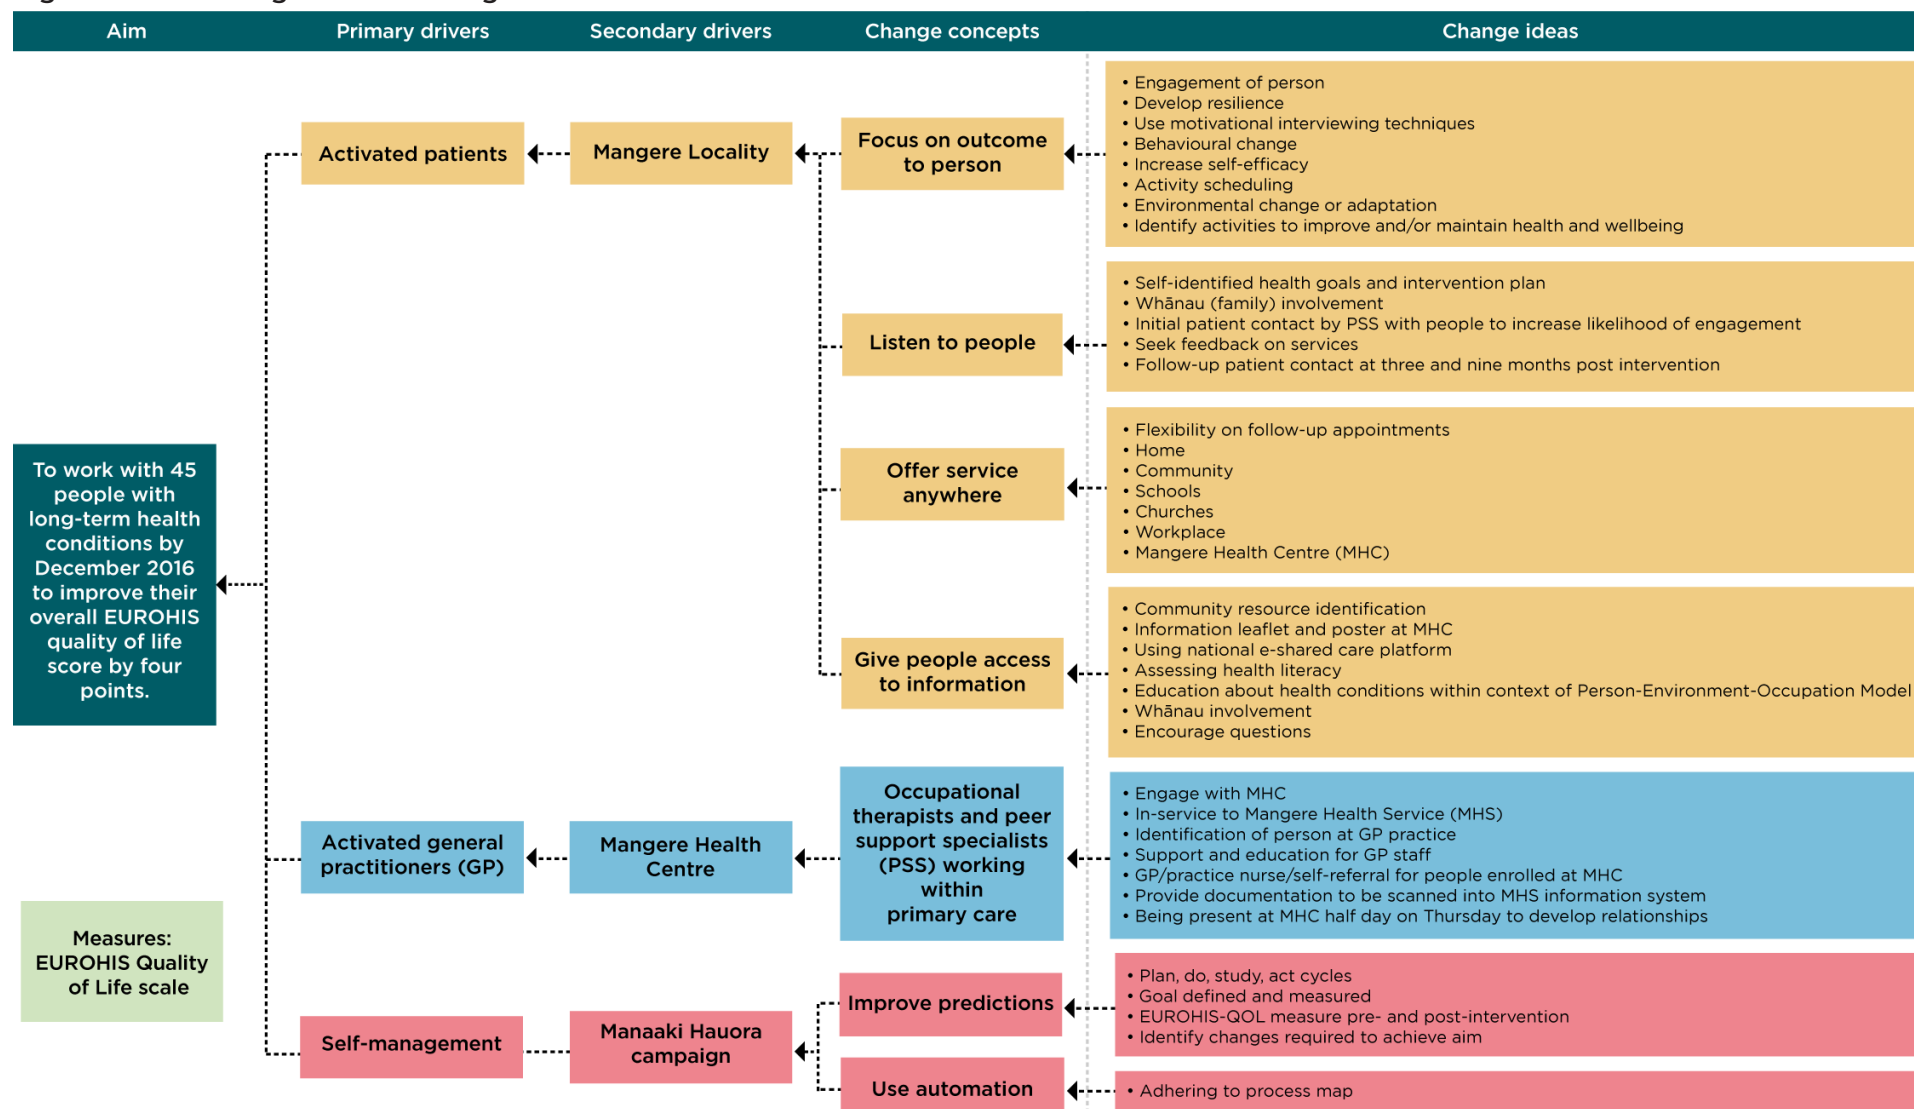 Aim
Primary drivers
Secondary drivers
Change concepts
Change ideas
To work with 45
people with
long-term health
conditions by
December 2016
to improve their
overall EUROHIS
quality of life
score by four
points.
Measures:
EUROHIS Quality
of Life scale
Activated patients
Mangere Locality
Focus on outcome
to person
• Engagement of person
• Develop resilience
• Use motivational interviewing techniques
• Behavioural change
• Increase self-efficacy
• Activity scheduling
• Environmental change or adaptation
• Identify activities to improve and/or maintain health and wellbeing
Listen to people
• Self-identified health goals and intervention plan
• Whānau (family) involvement
• Initial patient contact by PSS with people to increase likelihood of engagement
• Seek feedback on services
• Follow-up patient contact at three and nine months post intervention
Offer service
anywhere
• Flexibility on follow-up appointments
• Home
• Community
• Schools
• Churches
• Workplace
• Mangere Health Centre (MHC)
Give people access
to information
• Community resource identification
• Information leaflet and poster at MHC
• Using national e-shared care platform
• Assessing health literacy
• Education about health conditions within context of Person-Environment-Occupation Model
• Whānau involvement
• Encourage questions
Activated general
practitioners (GP)
Mangere Health
Centre
Occupational
therapists and peer
support specialists
(PSS) working
within
primary care
• Engage with MHC
• In-service to Mangere Health Service (MHS)
• Identification of person at GP practice
• Support and education for GP staff
• GP/practice nurse/self-referral for people enrolled at MHC
• Provide documentation to be scanned into MHS information system
• Being present at MHC half day on Thursday to develop relationships
Self-management
Manaaki Hauora
campaign
Improve predictions
• Plan, do, study, act cycles
• Goal defined and measured
• EUROHIS-QOL measure pre- and post-intervention
• Identify changes required to achieve aim
Use automation
• Adhering to process map